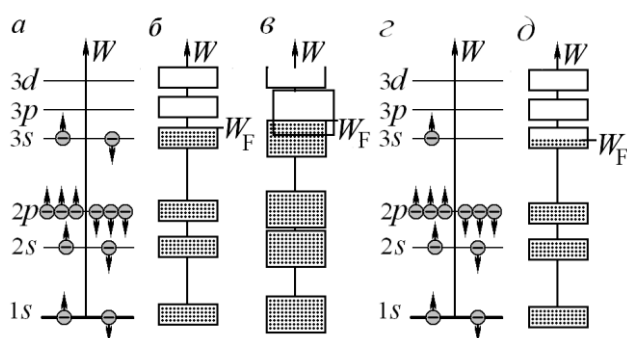 а б в г д
W W W W W
3d 3d
3p 3p
3s W_F W_F 3s W_F
2p 2p
2s 2s
1s 1s